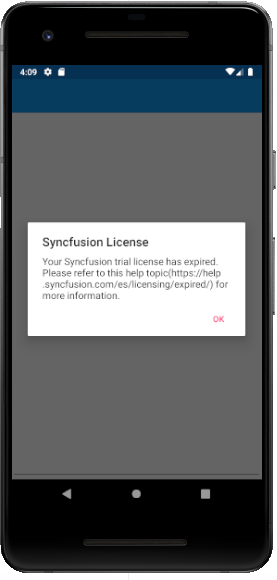 4:09
Syncfusion License
Your Syncfusion trial license has expired.
Please refer to this help topic(https://help
.syncfusion.com/es/licensing/expired/) for
more information.
OK